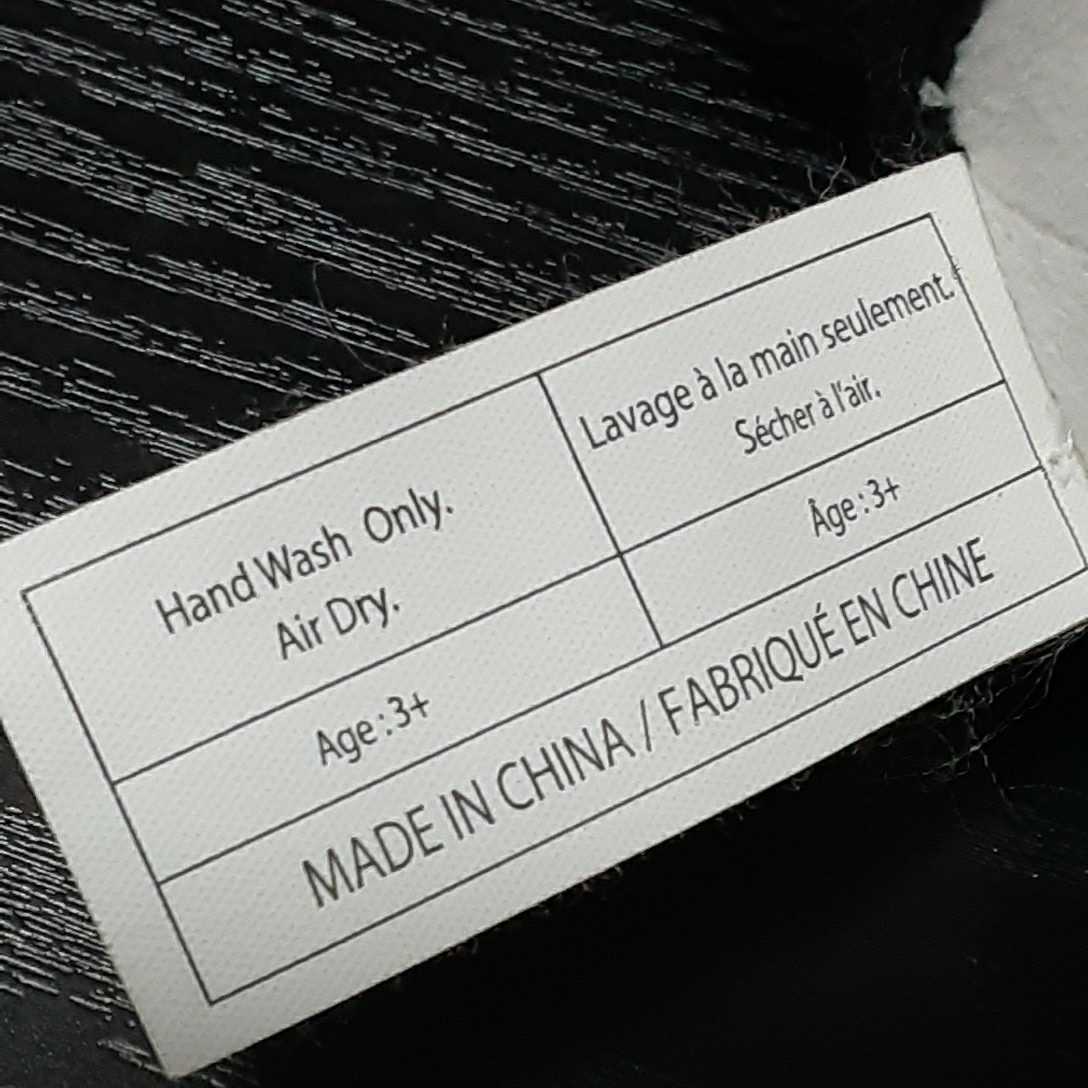 Hand Wash Only.
Air Dry.
Lavage à la main seulement.
Sécher à l'air.
Age : 3+
Âge : 3+
MADE IN CHINA / FABRIQUÉ EN CHINE